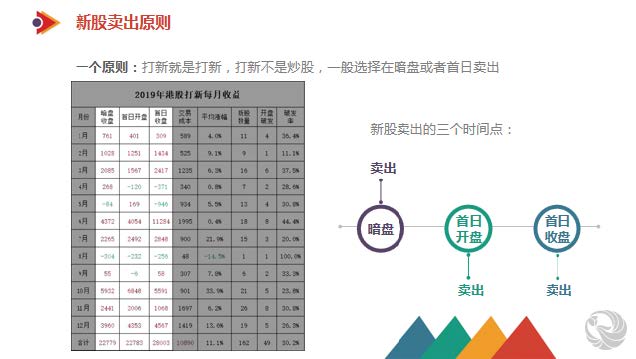 新股卖出原则
一个原则：打新就是打新，打新不是炒股，一般选择在暗盘或者首日卖出
2019年港股打新每月收益
月份 暗盘收盘 首日开盘 首日收盘 交易成本 平均涨幅 新股数量 开盘破发 破发率
1月 761 401 309 589 4.0% 11 4 36.4%
2月 1028 1251 1434 525 9.1% 9 1 11.1%
3月 2085 1567 2417 1235 6.3% 16 6 37.5%
4月 268 -120 -371 340 0.8% 7 2 28.6%
5月 -84 169 -946 934 5.5% 13 4 30.8%
6月 4372 4054 11284 1995 0.4% 18 8 44.4%
7月 2265 2492 2848 900 21.9% 15 3 20.0%
8月 -304 -232 -256 48 -14.5% 1 1 100.0%
9月 55 -6 58 307 7.8% 6 2 33.3%
10月 5932 6848 5591 901 33.9% 21 5 23.8%
11月 2441 2006 1068 1697 6.2% 26 8 30.8%
12月 3960 4353 4567 1419 13.6% 19 5 26.3%
合计 22779 22783 28003 10890 11.1% 162 49 30.2%
新股卖出的三个时间点：
卖出
暗盘
首日开盘
首日收盘
卖出
卖出